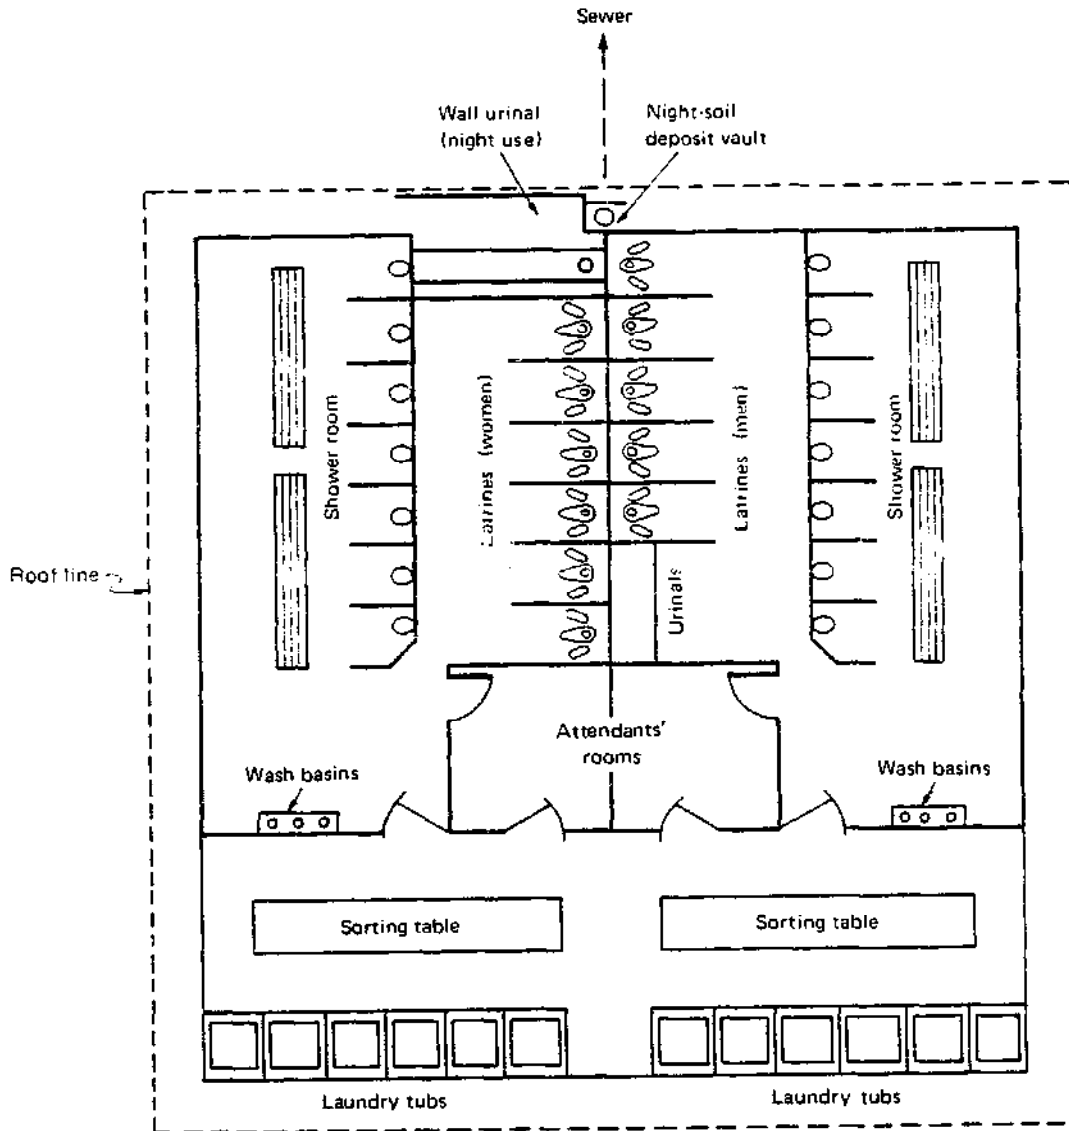 Sewer
Wall urinal
(night use)
Night-soil
deposit vault
Shower room
Latrines (women)
Latrines (men)
Shower room
Roof line
Urinals
Attendants'
rooms
Wash basins
Wash basins
Sorting table
Sorting table
Laundry tubs
Laundry tubs